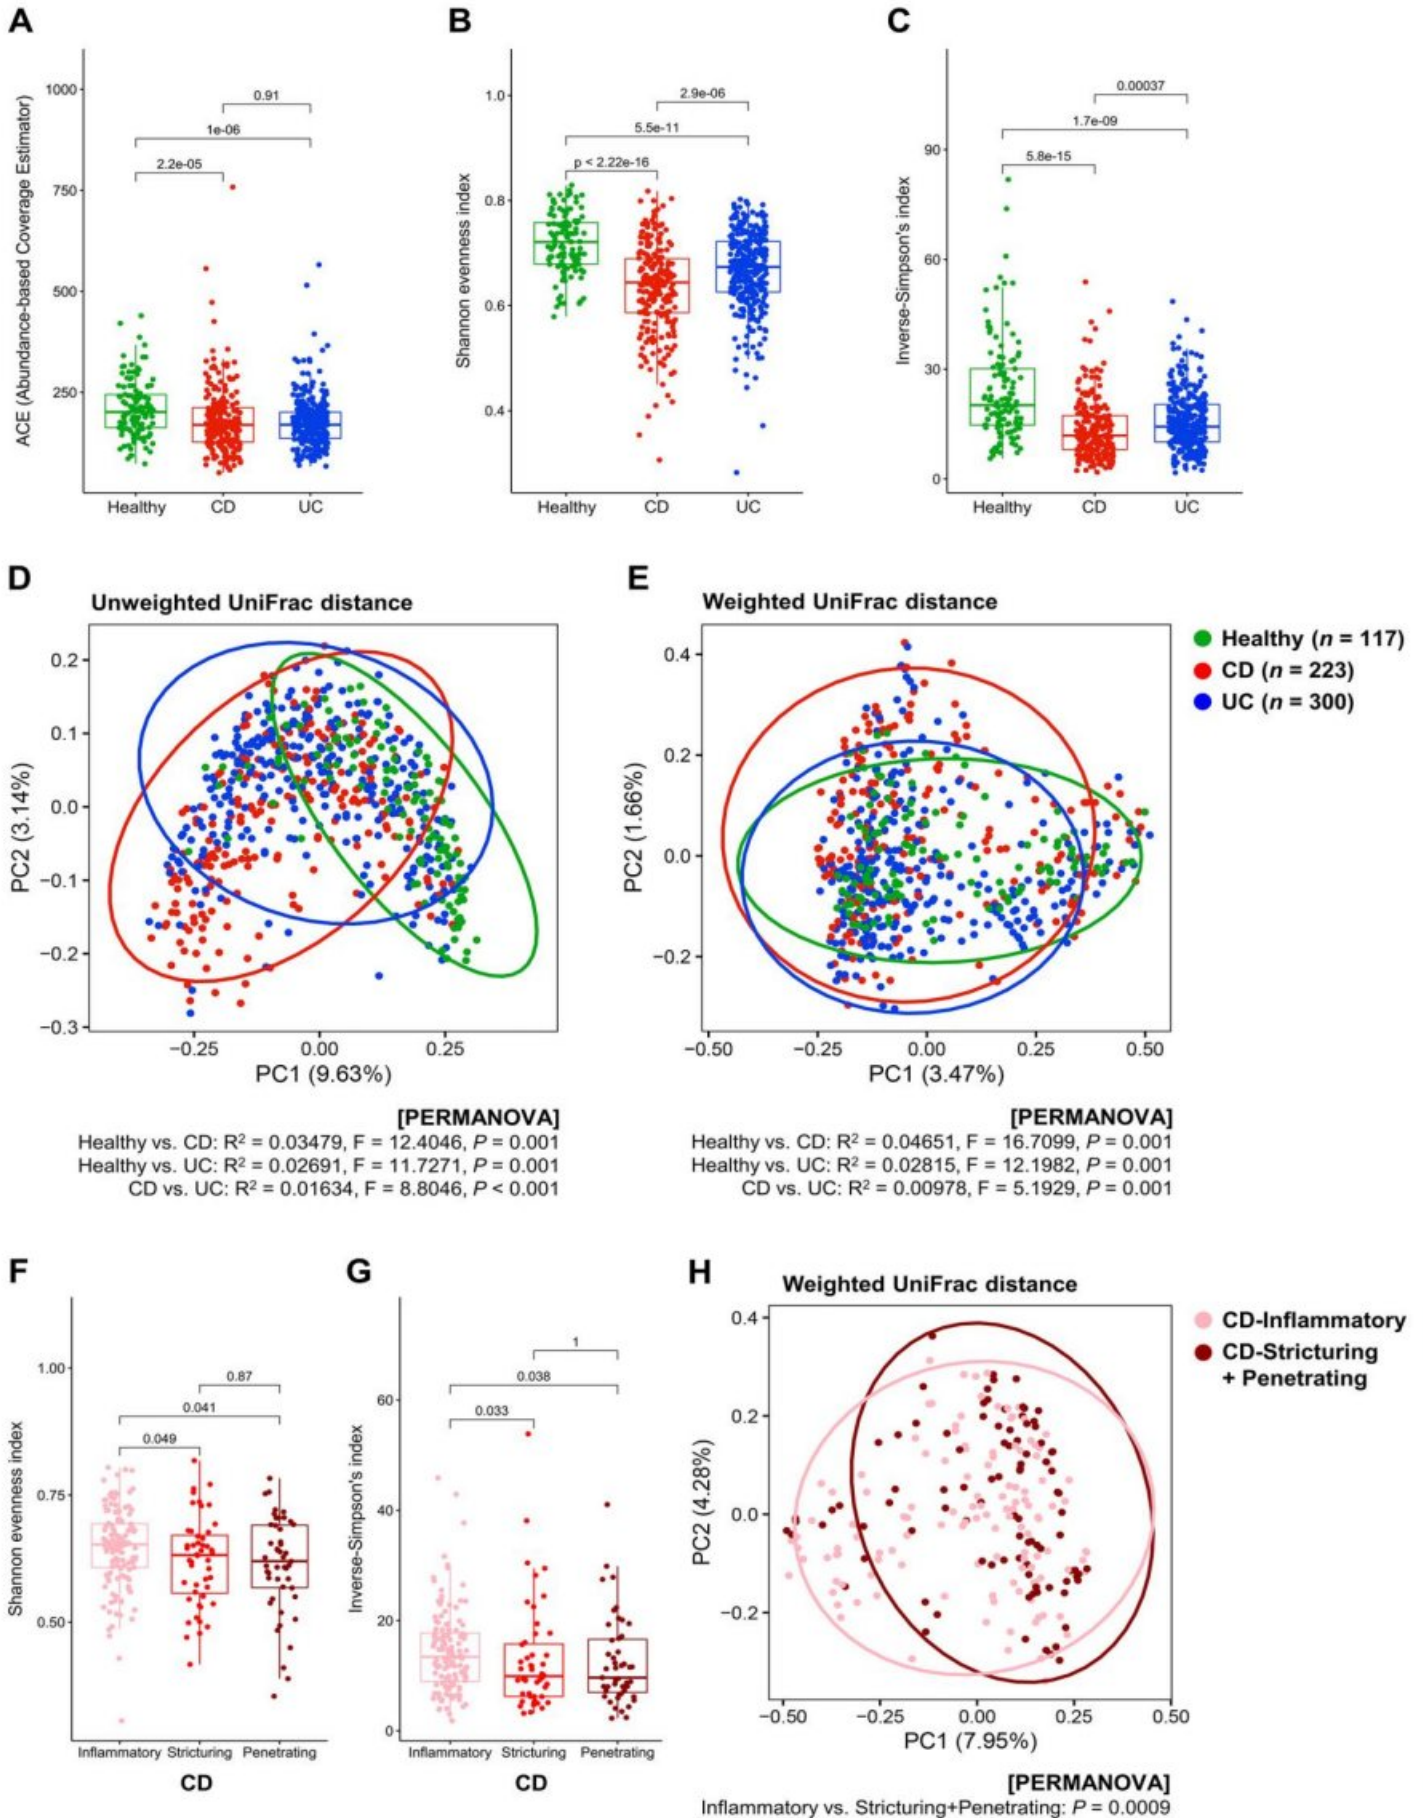 A
ACE (Abundance-based Coverage Estimator)
1000
750
500
250
0.91
1e-06
2.2e-05
Healthy CD UC
B
Shannon evenness index
1.0
0.8
0.6
0.4
2.9e-06
5.5e-11
p < 2.22e-16
Healthy CD UC
C
Inverse-Simpson's index
90
60
30
0
0.00037
1.7e-09
5.8e-15
Healthy CD UC
D
Unweighted UniFrac distance
PC2 (3.14%)
0.2
0.1
0.0
−0.1
−0.2
−0.3
−0.25 0.00 0.25
PC1 (9.63%)
[PERMANOVA]
Healthy vs. CD: R² = 0.03479, F = 12.4046, P = 0.001
Healthy vs. UC: R² = 0.02691, F = 11.7271, P = 0.001
CD vs. UC: R² = 0.01634, F = 8.8046, P < 0.001
E
Weighted UniFrac distance
PC2 (1.66%)
0.4
0.2
0.0
−0.2
−0.50 −0.25 0.00 0.25 0.50
PC1 (3.47%)
Healthy (n = 117)
CD (n = 223)
UC (n = 300)
[PERMANOVA]
Healthy vs. CD: R² = 0.04651, F = 16.7099, P = 0.001
Healthy vs. UC: R² = 0.02815, F = 12.1982, P = 0.001
CD vs. UC: R² = 0.00978, F = 5.1929, P = 0.001
F
Shannon evenness index
1.00
0.75
0.50
0.87
0.041
0.049
Inflammatory Stricturing Penetrating
CD
G
Inverse-Simpson's index
60
40
20
0
1
0.038
0.033
Inflammatory Stricturing Penetrating
CD
H
Weighted UniFrac distance
PC2 (4.28%)
0.4
0.2
0.0
−0.2
−0.50 −0.25 0.00 0.25 0.50
PC1 (7.95%)
CD-Inflammatory
CD-Stricturing
+ Penetrating
[PERMANOVA]
Inflammatory vs. Stricturing+Penetrating: P = 0.0009